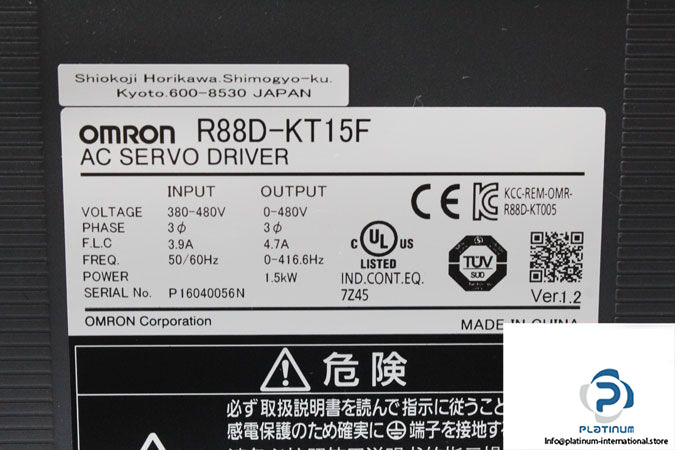 Shiokoji Horikawa.Shimogyo-ku.
Kyoto.600-8530 JAPAN
OMRON R88D-KT15F
AC SERVO DRIVER
INPUT OUTPUT
VOLTAGE 380-480V 0-480V
PHASE 3φ 3φ
F.L.C 3.9A 4.7A
FREQ. 50/60Hz 0-416.6Hz
POWER 1.5kW
SERIAL No. P16040056N
CE
KCC-REM-OMR-
R88D-KT005
C UL US
LISTED
IND.CONT.EQ.
7Z45
TÜV
SUD
Ver.1.2
OMRON Corporation MADE IN CHINA
危険
必ず取扱説明書を読んで指示に従うこと
感電保護のため確実に端子を接地す
PLATINUM
Info@platinum-international.store